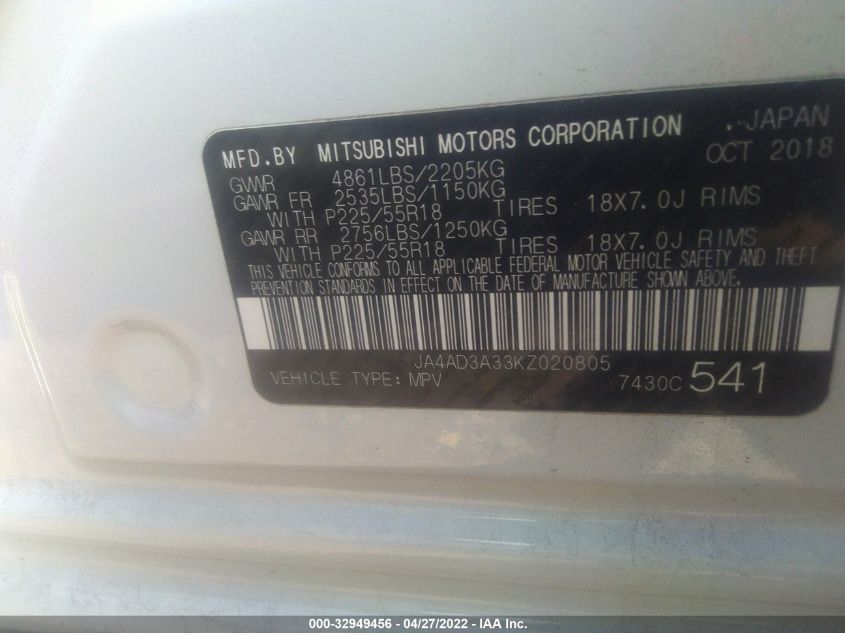 MFD.BY MITSUBISHI MOTORS CORPORATION . JAPAN
OCT 2018
GVWR 4861LBS/2205KG
GAWR FR 2535LBS/1150KG
WITH P225/55R18 TIRES 18X7.0J RIMS
GAWR RR 2756LBS/1250KG
WITH P225/55R18 TIRES 18X7.0J RIMS
THIS VEHICLE CONFORMS TO ALL APPLICABLE FEDERAL MOTOR VEHICLE SAFETY AND THEFT
PREVENTION STANDARDS IN EFFECT ON THE DATE OF MANUFACTURE SHOWN ABOVE.
JA4AD3A33KZ020805
VEHICLE TYPE: MPV 7430C 541
000-32949456 - 04/27/2022 - IAA Inc.